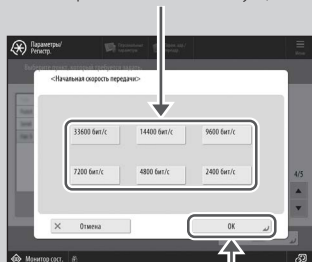 Параметры/
Регистр.
<Начальная скорость передачи>
33600 бит/с 14400 бит/с 9600 бит/с
7200 бит/с 4800 бит/с 2400 бит/с
4/5
× Отмена
OK
Монитор сост.